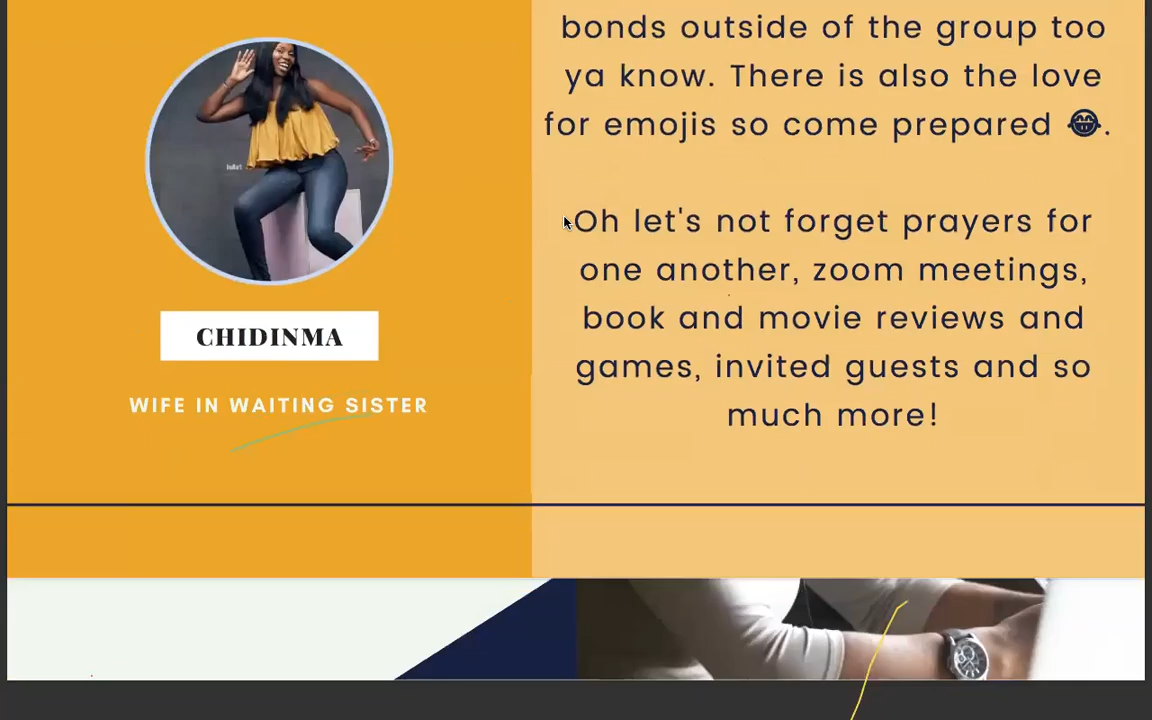 bonds outside of the group too
ya know. There is also the love
for emojis so come prepared 😂.
Oh let's not forget prayers for
one another, zoom meetings,
book and movie reviews and
games, invited guests and so
much more!
CHIDINMA
WIFE IN WAITING SISTER